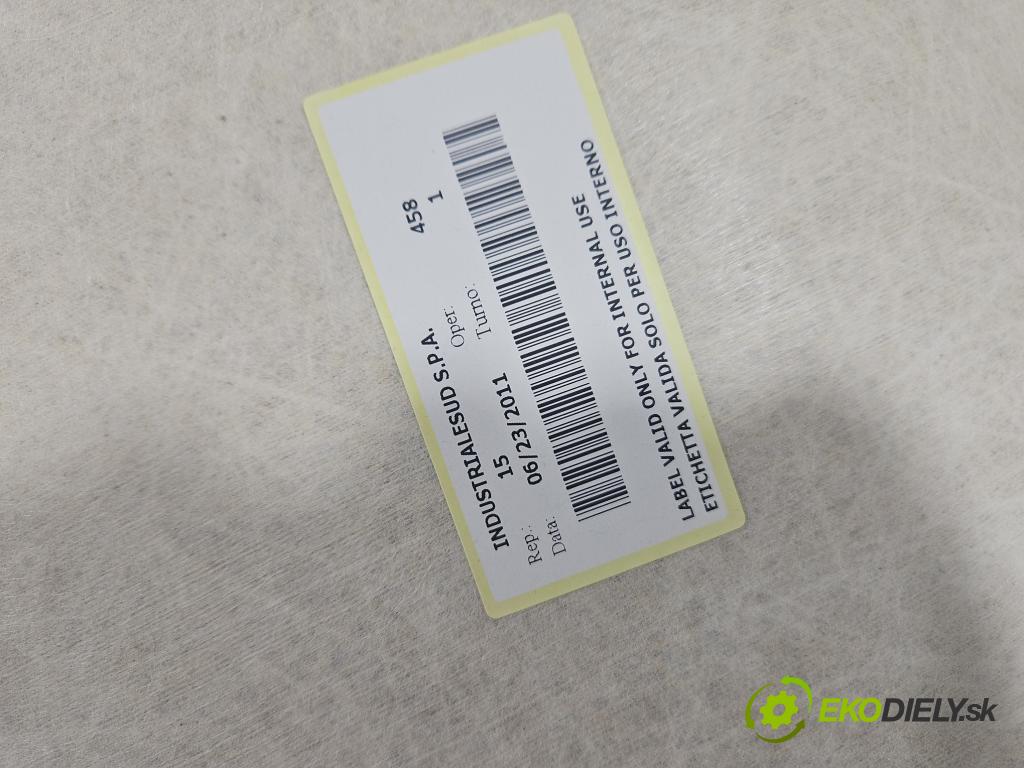 INDUSTRIALESUD S.P.A.
Rep.: 15 Oper: 458
Data: 06/23/2011 Turno: 1
LABEL VALID ONLY FOR INTERNAL USE
ETICHETTA VALIDA SOLO PER USO INTERNO
EKODIELY.sk